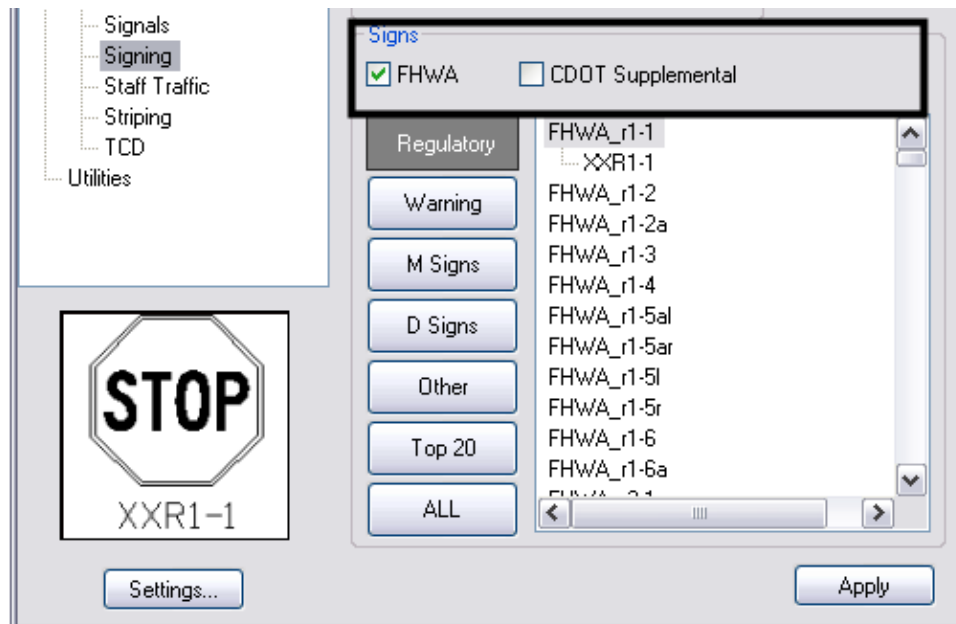 Signals
Signing
Staff Traffic
Striping
TCD
Utilities
Signs
FHWA
CDOT Supplemental
Regulatory
Warning
M Signs
D Signs
Other
Top 20
ALL
FHWA_r1-1
XXR1-1
FHWA_r1-2
FHWA_r1-2a
FHWA_r1-3
FHWA_r1-4
FHWA_r1-5al
FHWA_r1-5ar
FHWA_r1-5l
FHWA_r1-5r
FHWA_r1-6
FHWA_r1-6a
STOP
XXR1-1
Settings...
Apply